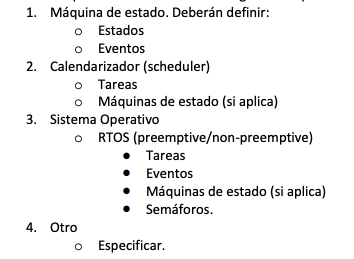 1. Máquina de estado. Deberán definir:
o Estados
o Eventos
2. Calendarizador (scheduler)
o Tareas
o Máquinas de estado (si aplica)
3. Sistema Operativo
o RTOS (preemptive/non-preemptive)
• Tareas
• Eventos
• Máquinas de estado (si aplica)
• Semáforos.
4. Otro
o Especificar.